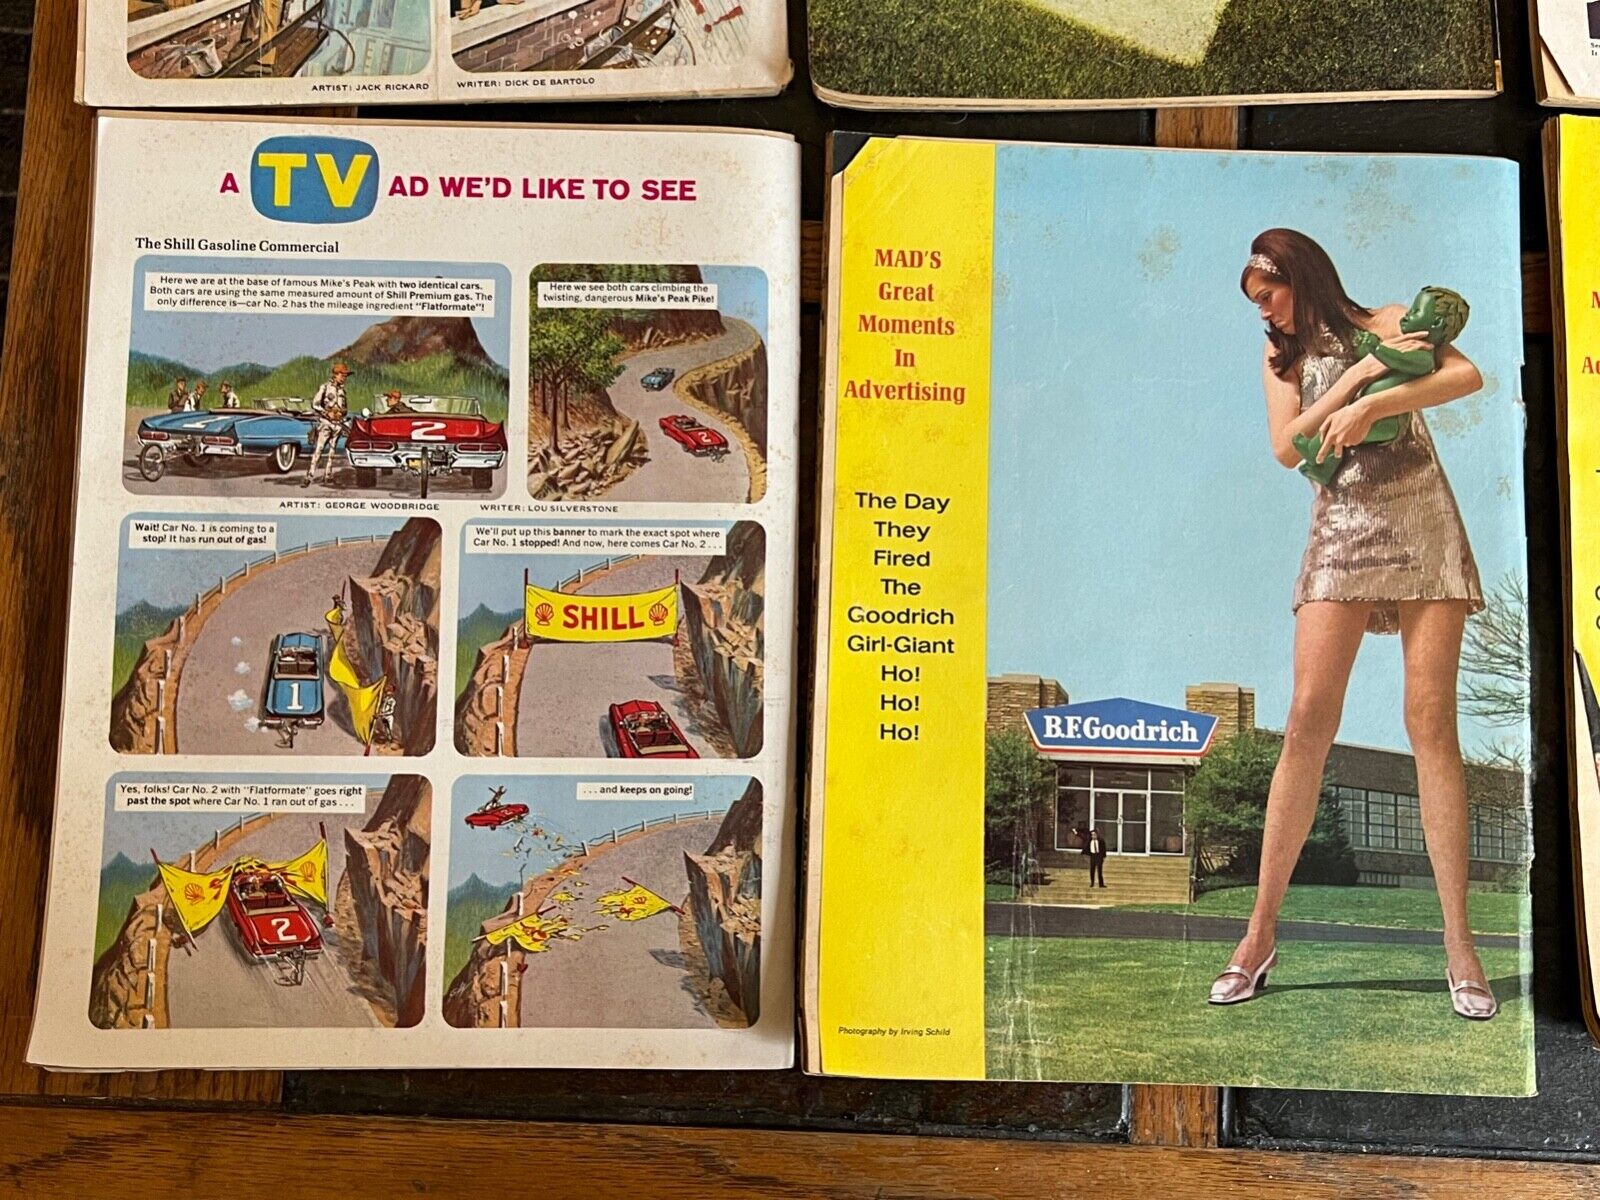 ARTIST: JACK RICKARD
WRITER: DICK DE BARTOLO
A TV AD WE'D LIKE TO SEE
The Shill Gasoline Commercial
Here we are at the base of famous Mike's Peak with two identical cars.
Both cars are using the same measured amount of Shill Premium gas. The
only difference is—car No. 2 has the mileage ingredient "Flatformate"!
1
2
Here we see both cars climbing the
twisting, dangerous Mike's Peak Pike!
2
ARTIST: GEORGE WOODBRIDGE
WRITER: LOU SILVERSTONE
Wait! Car No. 1 is coming to a
stop! It has run out of gas!
1
We'll put up this banner to mark the exact spot where
Car No. 1 stopped! And now, here comes Car No. 2 . . .
SHILL
Yes, folks! Car No. 2 with "Flatformate" goes right
past the spot where Car No. 1 ran out of gas . . .
2
. . . and keeps on going!
MAD'S
Great
Moments
In
Advertising
The Day
They
Fired
The
Goodrich
Girl-Giant
Ho!
Ho!
Ho!
B.F.Goodrich
Photography by Irving Schild